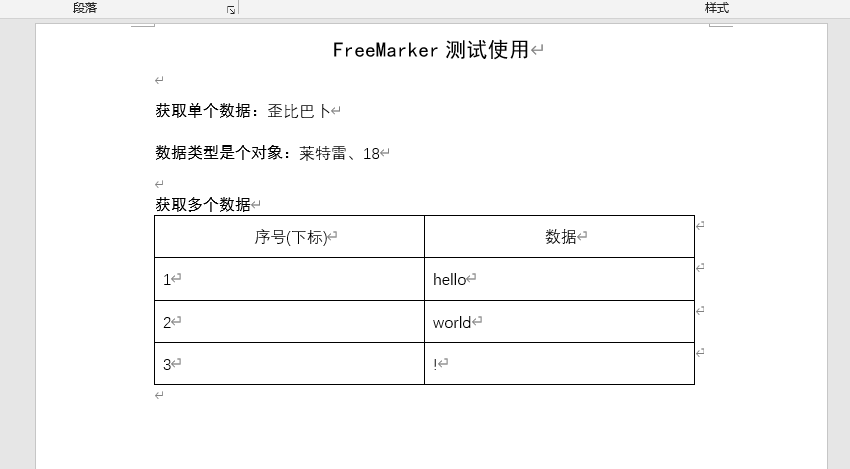 段落 样式
FreeMarker 测试使用
获取单个数据：歪比巴卜
数据类型是个对象：莱特雷、18
获取多个数据
序号(下标) 数据
1 hello
2 world
3 !